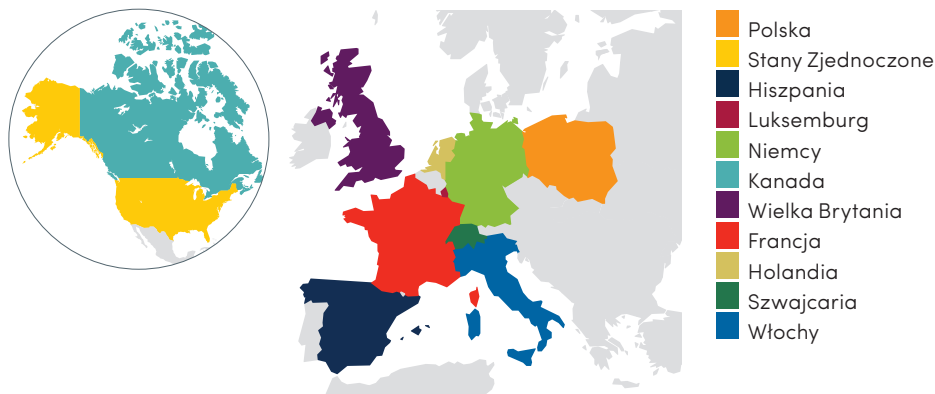 Polska
Stany Zjednoczone
Hiszpania
Luksemburg
Niemcy
Kanada
Wielka Brytania
Francja
Holandia
Szwajcaria
Włochy